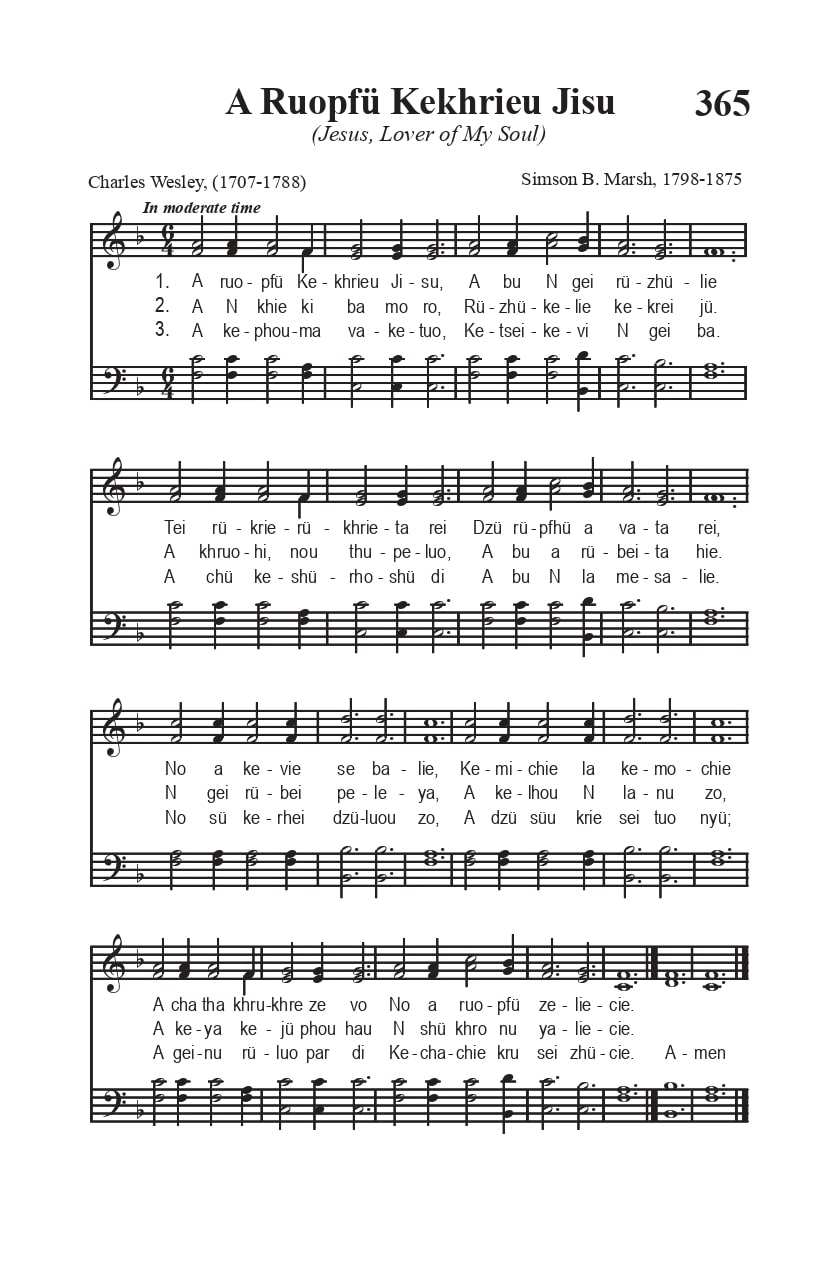 A Ruopfü Kekhrieu Jisu 365
(Jesus, Lover of My Soul)
Charles Wesley, (1707-1788) Simson B. Marsh, 1798-1875
In moderate time
6 4
1. A ruo - pfü Ke - khrieu Ji - su, A bu N gei rü - zhü - lie
2. A N khie ki ba mo ro, Rü - zhü - ke - lie ke - krei jü.
3. A ke - phou - ma va - ke - tuo, Ke - tsei - ke - vi N gei ba.
6 4
Tei rü - krie - rü - khrie - ta rei Dzü rü - pfhü a va - ta rei,
A khruo - hi, nou thu - pe - luo, A bu a rü - bei - ta hie.
A chü ke - shü - rho - shü di A bu N la me - sa - lie.
No a ke - vie se ba - lie, Ke - mi - chie la ke - mo - chie
N gei rü - bei pe - le - ya, A ke - lhou N la - nu zo,
No sü ke - rhei dzü - luou zo, A dzü süu krie sei tuo nyü;
A cha tha khru - khre ze vo No a ruo - pfü ze - lie - cie.
A ke - ya ke - jü phou hau N shü khro nu ya - lie - cie.
A gei - nu rü - luo par di Ke - cha - chie kru sei zhü - cie. A - men